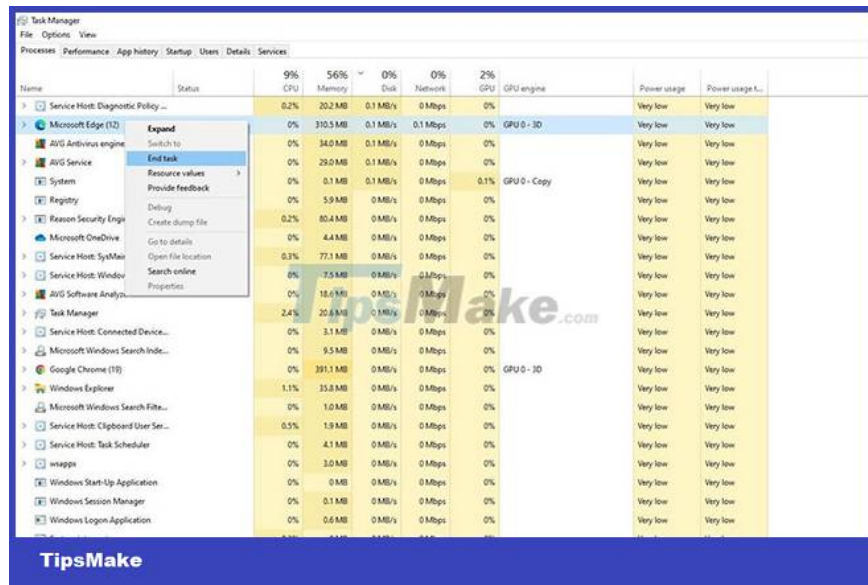 Task Manager
File Options View
Processes Performance App history Startup Users Details Services
9% 56% 0% 0% 2%
Name Status CPU Memory Disk Network GPU GPU engine Power usage Power usage t...
Service Host: Diagnostic Policy ... 0.2% 20.2 MB 0.1 MB/s 0 Mbps 0% Very low Very low
Microsoft Edge (12) 0% 310.5 MB 0.1 MB/s 0.1 Mbps 0% GPU 0 - 3D Very low Very low
AVG Antivirus engine 0% 34.0 MB 0.1 MB/s 0 Mbps 0% Very low Very low
AVG Service 0% 29.0 MB 0.1 MB/s 0 Mbps 0% Very low Very low
System 0% 0.1 MB 0.1 MB/s 0 Mbps 0.1% GPU 0 - Copy Very low Very low
Registry 0% 5.9 MB 0 MB/s 0 Mbps 0% Very low Very low
Reason Security Engi 0.2% 80.4 MB 0 MB/s 0 Mbps 0% Very low Very low
Microsoft OneDrive 0% 4.4 MB 0 MB/s 0 Mbps 0% Very low Very low
Service Host: SysMai 0.3% 77.1 MB 0 MB/s 0 Mbps 0% Very low Very low
Service Host: Window 0% 7.5 MB 0 MB/s 0 Mbps 0% Very low Very low
AVG Software Analyz 0% 18.6 MB 0 MB/s 0 Mbps 0% Very low Very low
Task Manager 2.4% 20.6 MB 0 MB/s 0 Mbps 0% Very low Very low
Service Host: Connected Device... 0% 3.1 MB 0 MB/s 0 Mbps 0% Very low Very low
Microsoft Windows Search Inde... 0% 9.5 MB 0 MB/s 0 Mbps 0% Very low Very low
Google Chrome (19) 0% 391.1 MB 0 MB/s 0 Mbps 0% GPU 0 - 3D Very low Very low
Windows Explorer 1.1% 35.8 MB 0 MB/s 0 Mbps 0% Very low Very low
Microsoft Windows Search Filte... 0% 1.0 MB 0 MB/s 0 Mbps 0% Very low Very low
Service Host: Clipboard User Ser... 0.5% 1.9 MB 0 MB/s 0 Mbps 0% Very low Very low
Service Host: Task Scheduler 0% 4.1 MB 0 MB/s 0 Mbps 0% Very low Very low
wsappx 0% 3.0 MB 0 MB/s 0 Mbps 0% Very low Very low
Windows Start-Up Application 0% 0 MB 0 MB/s 0 Mbps 0% Very low Very low
Windows Session Manager 0% 0.1 MB 0 MB/s 0 Mbps 0% Very low Very low
Windows Logon Application 0% 0.6 MB 0 MB/s 0 Mbps 0% Very low Very low
Expand
Switch to
End task
Resource values
Provide feedback
Debug
Create dump file
Go to details
Open file location
Search online
Properties
TipsMake.com
TipsMake